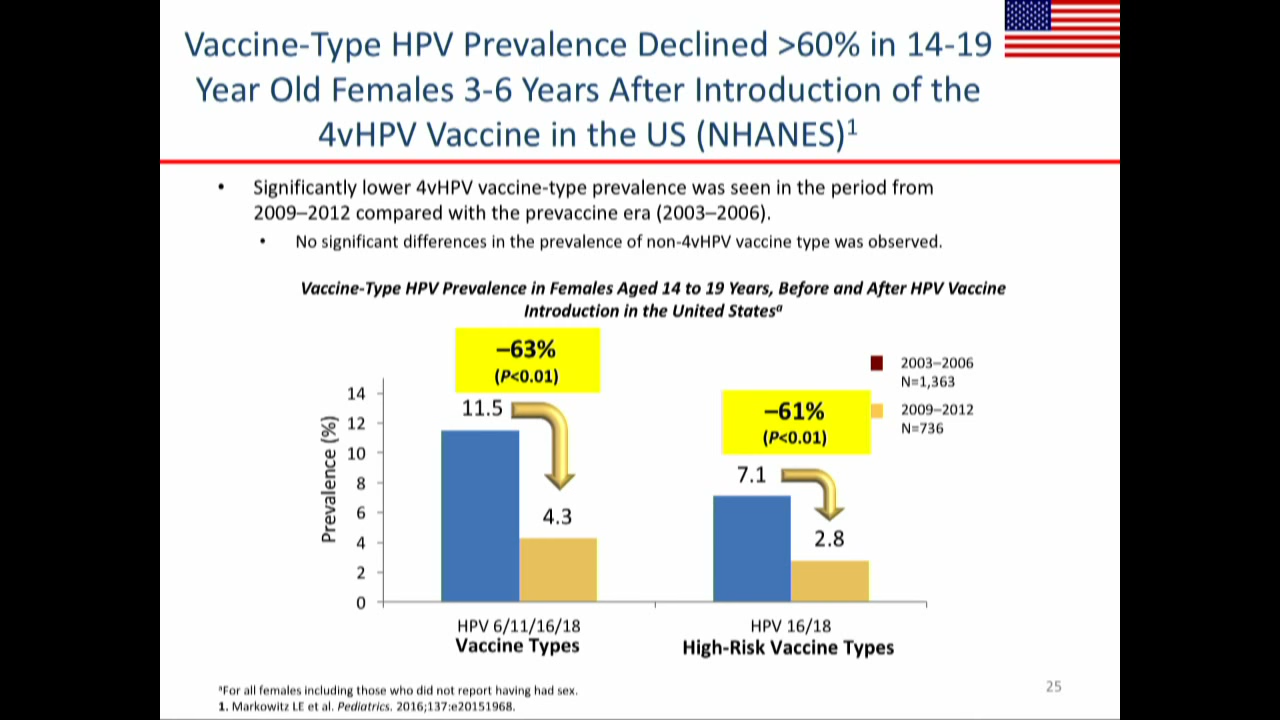 Vaccine-Type HPV Prevalence Declined >60% in 14-19
Year Old Females 3-6 Years After Introduction of the
4vHPV Vaccine in the US (NHANES)¹
• Significantly lower 4vHPV vaccine-type prevalence was seen in the period from
2009–2012 compared with the prevaccine era (2003–2006).
• No significant differences in the prevalence of non-4vHPV vaccine type was observed.
Vaccine-Type HPV Prevalence in Females Aged 14 to 19 Years, Before and After HPV Vaccine
Introduction in the United Statesᵃ
–63%
(P<0.01)
2003–2006
N=1,363
2009–2012
N=736
–61%
(P<0.01)
Prevalence (%)
14
12
10
8
6
4
2
0
11.5
4.3
7.1
2.8
HPV 6/11/16/18
Vaccine Types
HPV 16/18
High-Risk Vaccine Types
ᵃFor all females including those who did not report having had sex.
1. Markowitz LE et al. Pediatrics. 2016;137:e20151968.
25